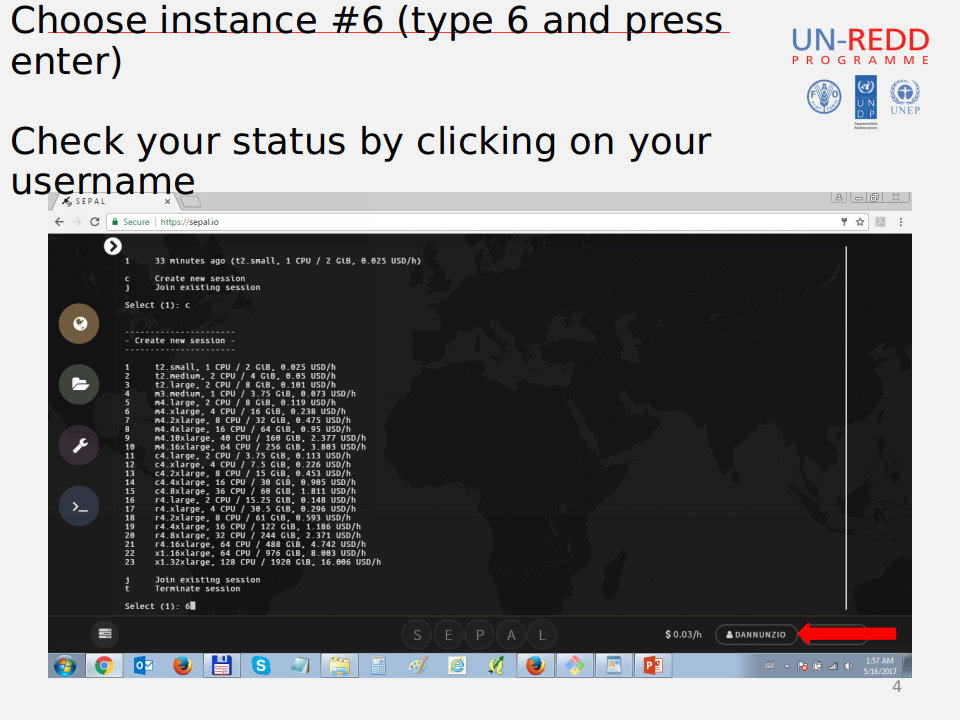 Choose instance #6 (type 6 and press
enter)
Check your status by clicking on your
username
UN-REDD
PROGRAMME
FAO
FIAT PANIS
UN
DP
UNEP
SEPAL
Secure https://sepal.io
1 33 minutes ago (t2.small, 1 CPU / 2 GiB, 0.025 USD/h)
c Create new session
j Join existing session
Select (1): c
----------------------
- Create new session -
----------------------
1 t2.small, 1 CPU / 2 GiB, 0.025 USD/h
2 t2.medium, 2 CPU / 4 GiB, 0.05 USD/h
3 t2.large, 2 CPU / 8 GiB, 0.101 USD/h
4 m3.medium, 1 CPU / 3.75 GiB, 0.073 USD/h
5 m4.large, 2 CPU / 8 GiB, 0.119 USD/h
6 m4.xlarge, 4 CPU / 16 GiB, 0.238 USD/h
7 m4.2xlarge, 8 CPU / 32 GiB, 0.475 USD/h
8 m4.4xlarge, 16 CPU / 64 GiB, 0.95 USD/h
9 m4.10xlarge, 40 CPU / 160 GiB, 2.377 USD/h
10 m4.16xlarge, 64 CPU / 256 GiB, 3.803 USD/h
11 c4.large, 2 CPU / 3.75 GiB, 0.113 USD/h
12 c4.xlarge, 4 CPU / 7.5 GiB, 0.226 USD/h
13 c4.2xlarge, 8 CPU / 15 GiB, 0.453 USD/h
14 c4.4xlarge, 16 CPU / 30 GiB, 0.905 USD/h
15 c4.8xlarge, 36 CPU / 60 GiB, 1.811 USD/h
16 r4.large, 2 CPU / 15.25 GiB, 0.148 USD/h
17 r4.xlarge, 4 CPU / 30.5 GiB, 0.296 USD/h
18 r4.2xlarge, 8 CPU / 61 GiB, 0.593 USD/h
19 r4.4xlarge, 16 CPU / 122 GiB, 1.186 USD/h
20 r4.8xlarge, 32 CPU / 244 GiB, 2.371 USD/h
21 r4.16xlarge, 64 CPU / 488 GiB, 4.742 USD/h
22 x1.16xlarge, 64 CPU / 976 GiB, 8.003 USD/h
23 x1.32xlarge, 128 CPU / 1920 GiB, 16.006 USD/h
j Join existing session
t Terminate session
Select (1): 6
S E P A L
$ 0.03/h
DANNUNZIO
1:57 AM
5/16/2017
4